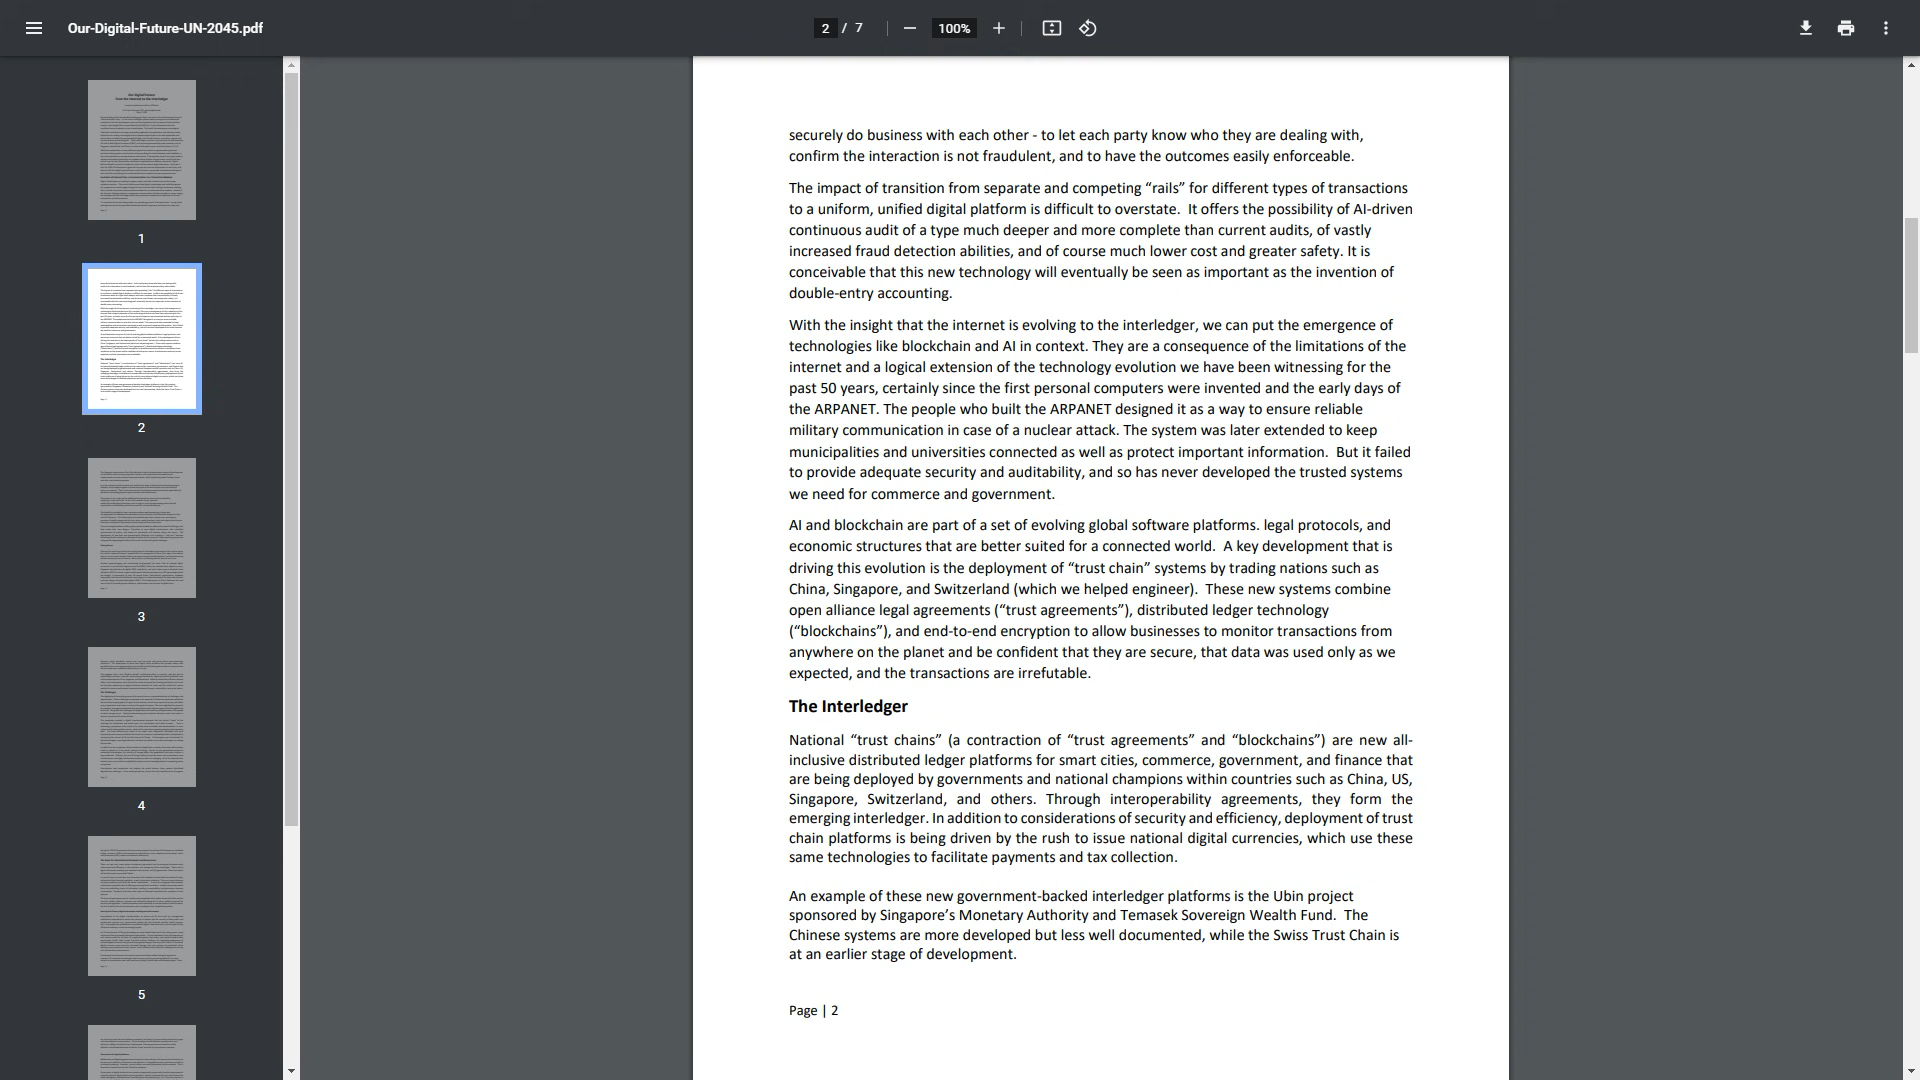 Our-Digital-Future-UN-2045.pdf
2 / 7
100%
1
2
3
4
5
securely do business with each other - to let each party know who they are dealing with,
confirm the interaction is not fraudulent, and to have the outcomes easily enforceable.
The impact of transition from separate and competing “rails” for different types of transactions
to a uniform, unified digital platform is difficult to overstate.  It offers the possibility of AI-driven
continuous audit of a type much deeper and more complete than current audits, of vastly
increased fraud detection abilities, and of course much lower cost and greater safety. It is
conceivable that this new technology will eventually be seen as important as the invention of
double-entry accounting.
With the insight that the internet is evolving to the interledger, we can put the emergence of
technologies like blockchain and AI in context. They are a consequence of the limitations of the
internet and a logical extension of the technology evolution we have been witnessing for the
past 50 years, certainly since the first personal computers were invented and the early days of
the ARPANET. The people who built the ARPANET designed it as a way to ensure reliable
military communication in case of a nuclear attack. The system was later extended to keep
municipalities and universities connected as well as protect important information.  But it failed
to provide adequate security and auditability, and so has never developed the trusted systems
we need for commerce and government.
AI and blockchain are part of a set of evolving global software platforms. legal protocols, and
economic structures that are better suited for a connected world.  A key development that is
driving this evolution is the deployment of “trust chain” systems by trading nations such as
China, Singapore, and Switzerland (which we helped engineer).  These new systems combine
open alliance legal agreements (“trust agreements”), distributed ledger technology
(“blockchains”), and end-to-end encryption to allow businesses to monitor transactions from
anywhere on the planet and be confident that they are secure, that data was used only as we
expected, and the transactions are irrefutable.
The Interledger
National “trust chains” (a contraction of “trust agreements” and “blockchains”) are new all-
inclusive distributed ledger platforms for smart cities, commerce, government, and finance that
are being deployed by governments and national champions within countries such as China, US,
Singapore, Switzerland, and others. Through interoperability agreements, they form the
emerging interledger. In addition to considerations of security and efficiency, deployment of trust
chain platforms is being driven by the rush to issue national digital currencies, which use these
same technologies to facilitate payments and tax collection.
An example of these new government-backed interledger platforms is the Ubin project
sponsored by Singapore’s Monetary Authority and Temasek Sovereign Wealth Fund.  The
Chinese systems are more developed but less well documented, while the Swiss Trust Chain is
at an earlier stage of development.
Page | 2